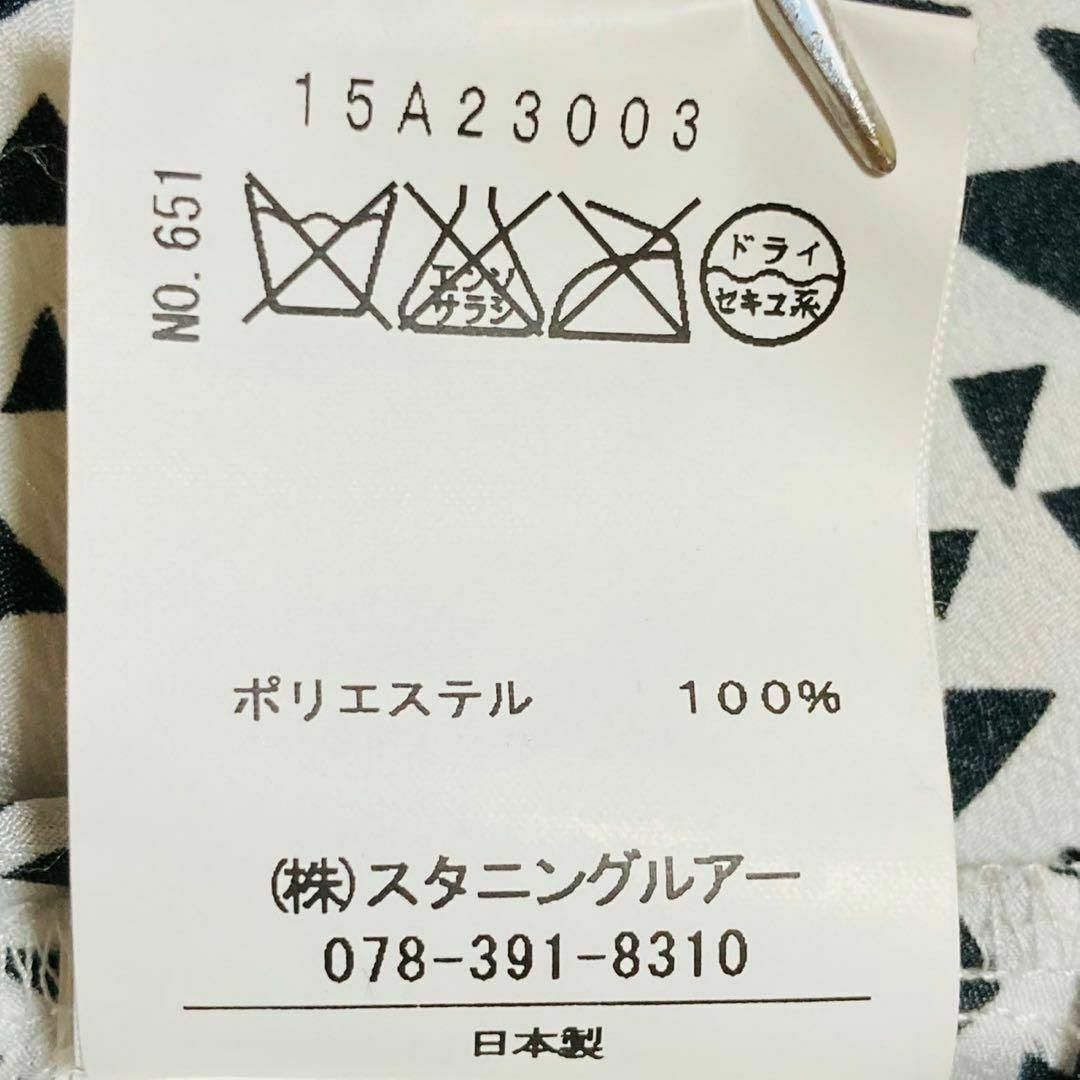 15A23003
NO. 651
エンソ
サラシ
ドライ
セキユ系
ポリエステル 100%
(株)スタニングルアー
078-391-8310
日本製